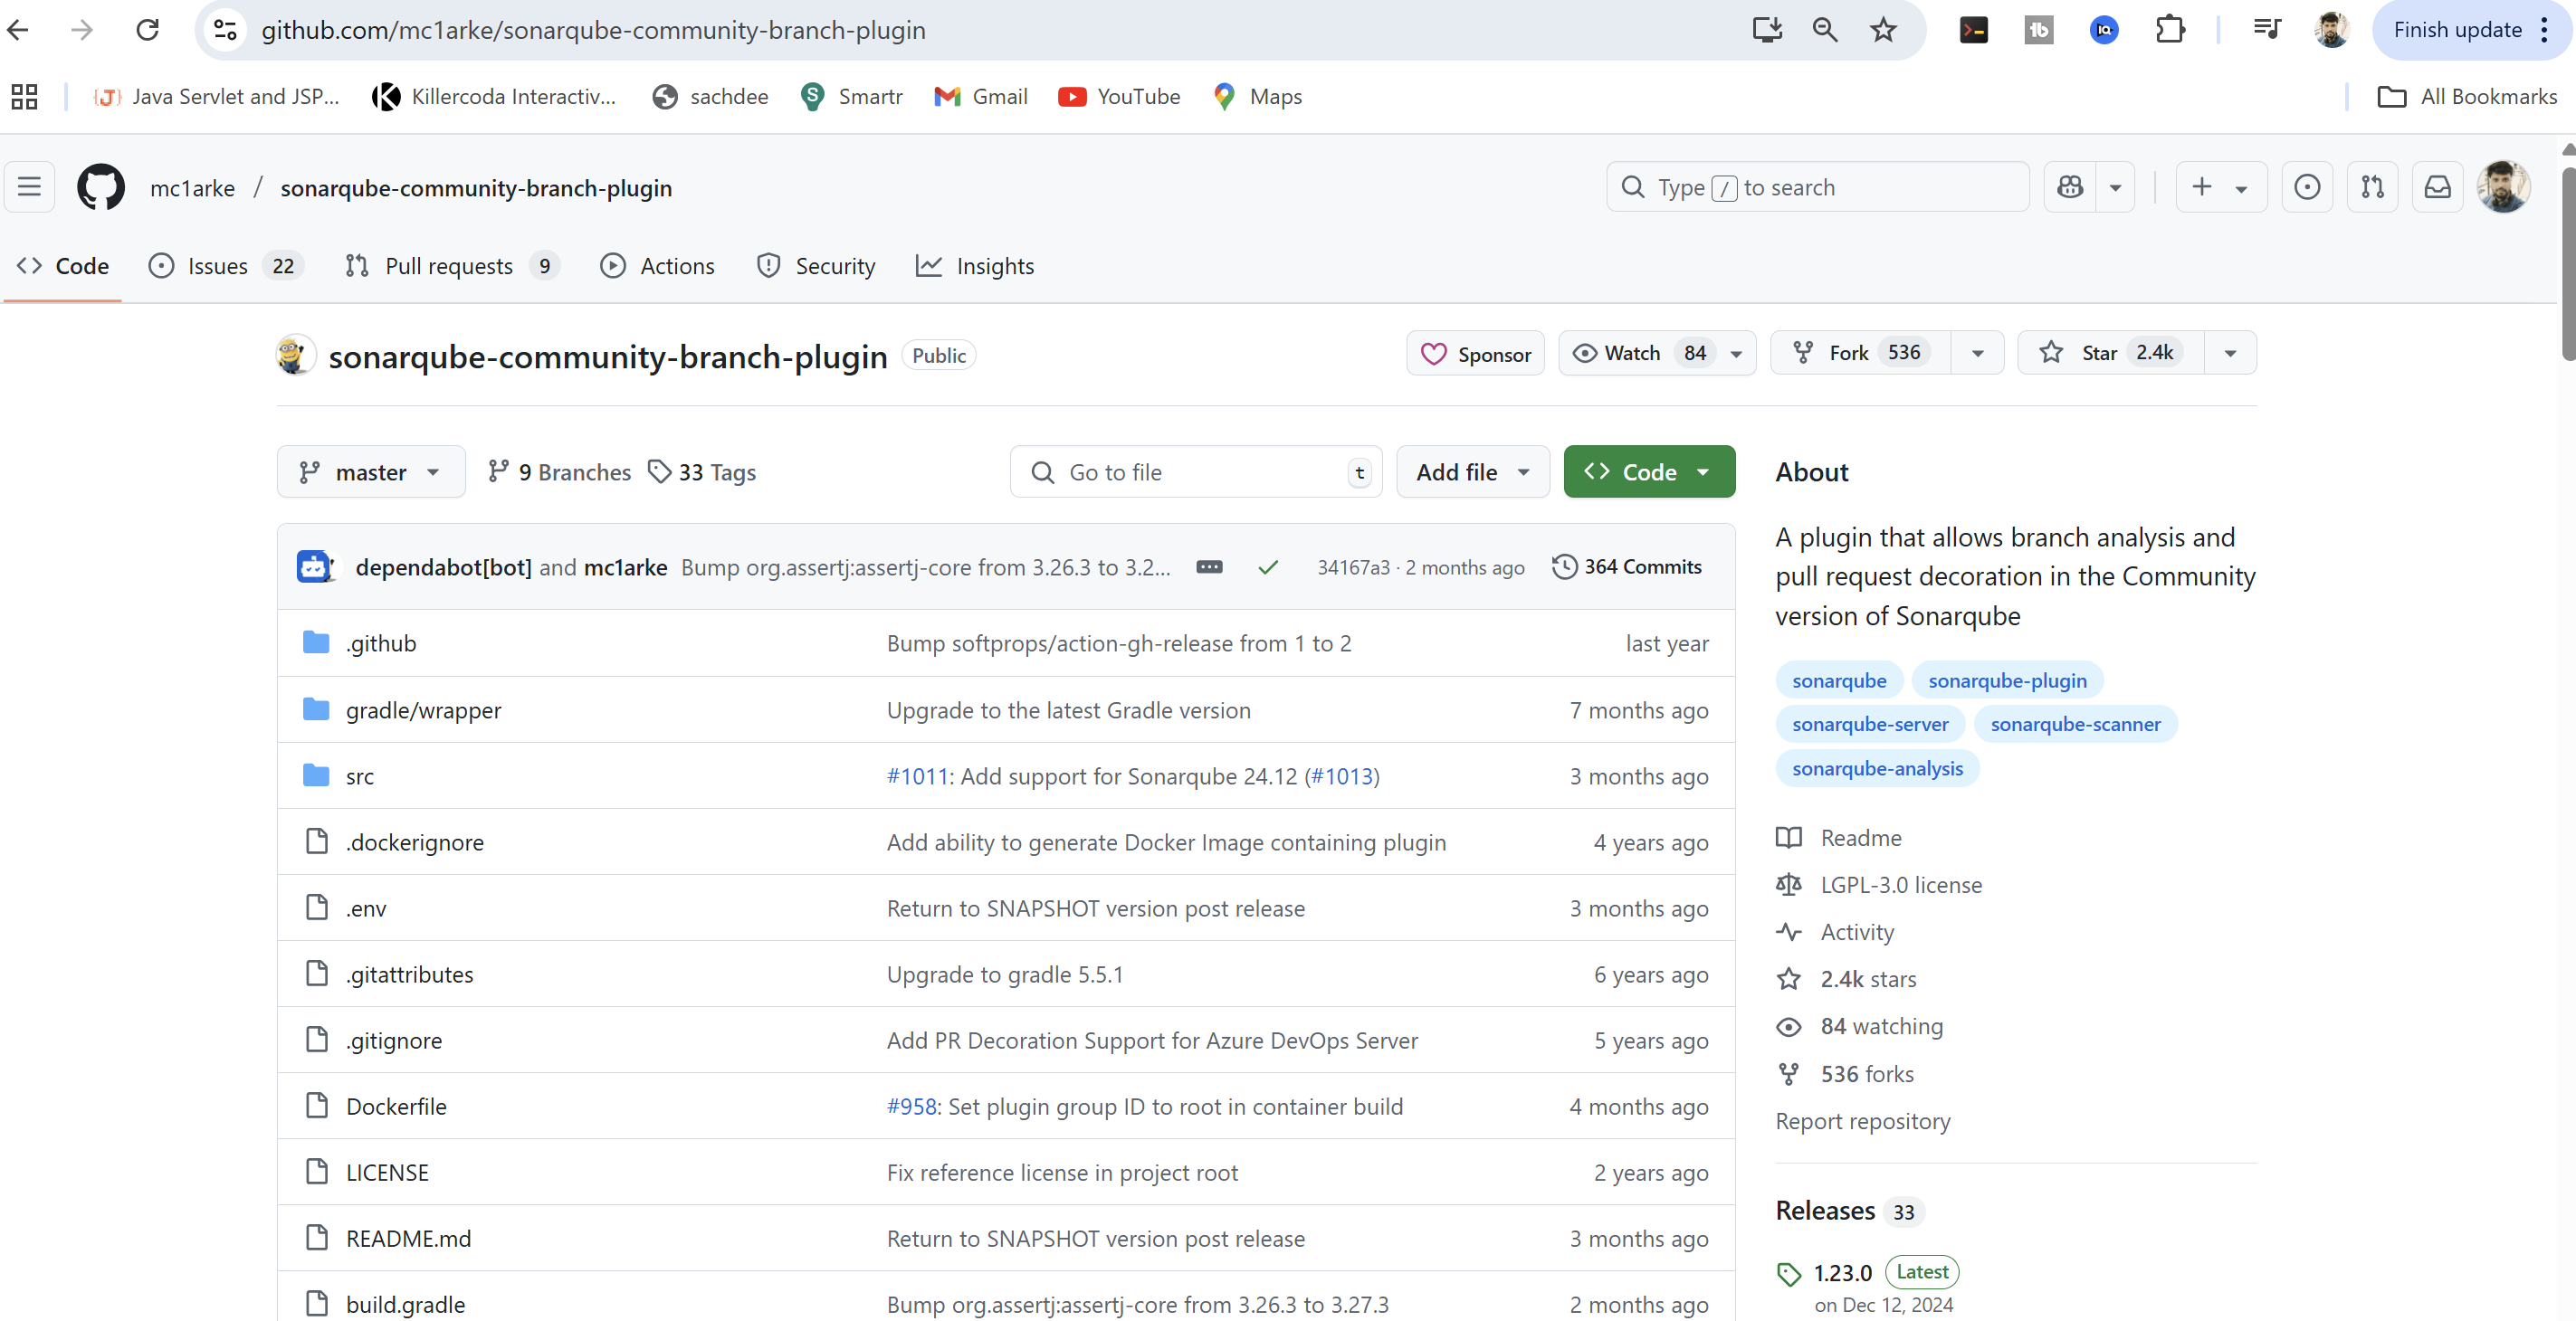 github.com/mc1arke/sonarqube-community-branch-plugin
Finish update
Java Servlet and JSP...
Killercoda Interactiv...
sachdee
Smartr
Gmail
YouTube
Maps
All Bookmarks
mc1arke / sonarqube-community-branch-plugin
Type / to search
Code
Issues 22
Pull requests 9
Actions
Security
Insights
sonarqube-community-branch-plugin Public
Sponsor
Watch 84
Fork 536
Star 2.4k
master
9 Branches
33 Tags
Go to file t
Add file
Code
dependabot[bot] and mc1arke Bump org.assertj:assertj-core from 3.26.3 to 3.2... 34167a3 · 2 months ago 364 Commits
.github Bump softprops/action-gh-release from 1 to 2 last year
gradle/wrapper Upgrade to the latest Gradle version 7 months ago
src #1011: Add support for Sonarqube 24.12 (#1013) 3 months ago
.dockerignore Add ability to generate Docker Image containing plugin 4 years ago
.env Return to SNAPSHOT version post release 3 months ago
.gitattributes Upgrade to gradle 5.5.1 6 years ago
.gitignore Add PR Decoration Support for Azure DevOps Server 5 years ago
Dockerfile #958: Set plugin group ID to root in container build 4 months ago
LICENSE Fix reference license in project root 2 years ago
README.md Return to SNAPSHOT version post release 3 months ago
build.gradle Bump org.assertj:assertj-core from 3.26.3 to 3.27.3 2 months ago
About
A plugin that allows branch analysis and
pull request decoration in the Community
version of Sonarqube
sonarqube sonarqube-plugin
sonarqube-server sonarqube-scanner
sonarqube-analysis
Readme
LGPL-3.0 license
Activity
2.4k stars
84 watching
536 forks
Report repository
Releases 33
1.23.0 Latest
on Dec 12, 2024